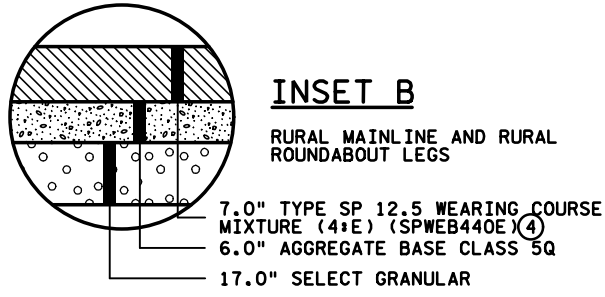 INSET B
RURAL MAINLINE AND RURAL
ROUNDABOUT LEGS
7.0" TYPE SP 12.5 WEARING COURSE
MIXTURE (4;E) (SPWEB440E) 4
6.0" AGGREGATE BASE CLASS 5Q
17.0" SELECT GRANULAR